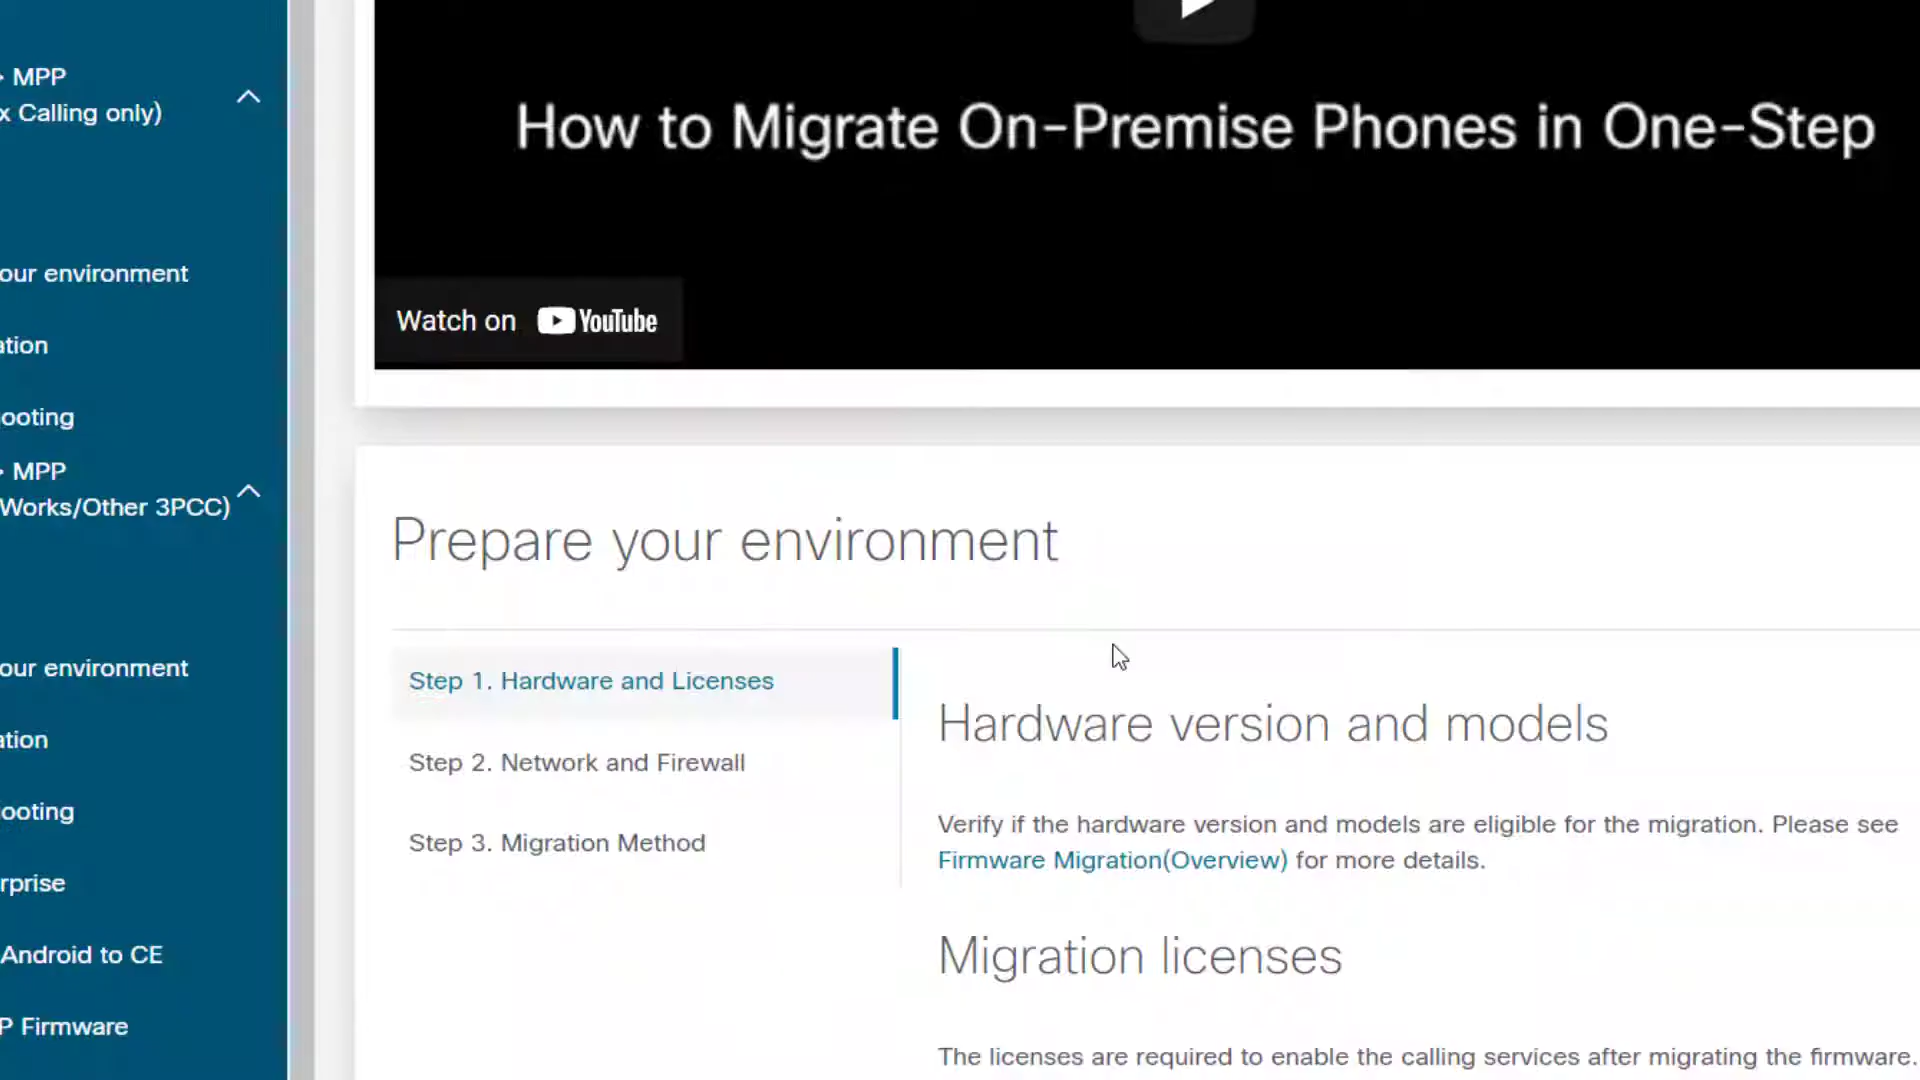 MPP
x Calling only)
our environment
ation
ooting
MPP
Works/Other 3PCC)
our environment
ation
ooting
rprise
Android to CE
P Firmware
How to Migrate On-Premise Phones in One-Step
Watch on YouTube
Prepare your environment
Step 1. Hardware and Licenses
Step 2. Network and Firewall
Step 3. Migration Method
Hardware version and models
Verify if the hardware version and models are eligible for the migration. Please see
Firmware Migration(Overview) for more details.
Migration licenses
The licenses are required to enable the calling services after migrating the firmware.